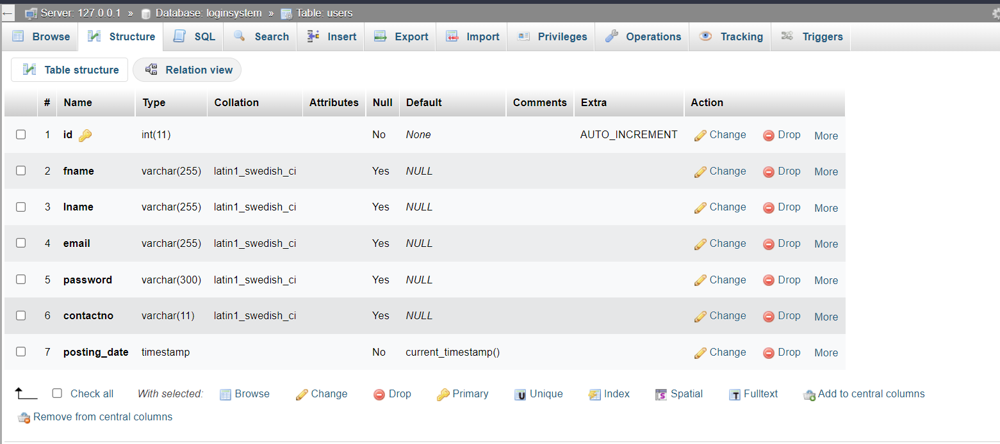 ← Server: 127.0.0.1 » Database: loginsystem » Table: users
Browse Structure SQL Search Insert Export Import Privileges Operations Tracking Triggers
Table structure Relation view
# Name Type Collation Attributes Null Default Comments Extra Action
1 id int(11) No None AUTO_INCREMENT Change Drop More
2 fname varchar(255) latin1_swedish_ci Yes NULL Change Drop More
3 lname varchar(255) latin1_swedish_ci Yes NULL Change Drop More
4 email varchar(255) latin1_swedish_ci Yes NULL Change Drop More
5 password varchar(300) latin1_swedish_ci Yes NULL Change Drop More
6 contactno varchar(11) latin1_swedish_ci Yes NULL Change Drop More
7 posting_date timestamp No current_timestamp() Change Drop More
Check all With selected: Browse Change Drop Primary Unique Index Spatial Fulltext Add to central columns
Remove from central columns